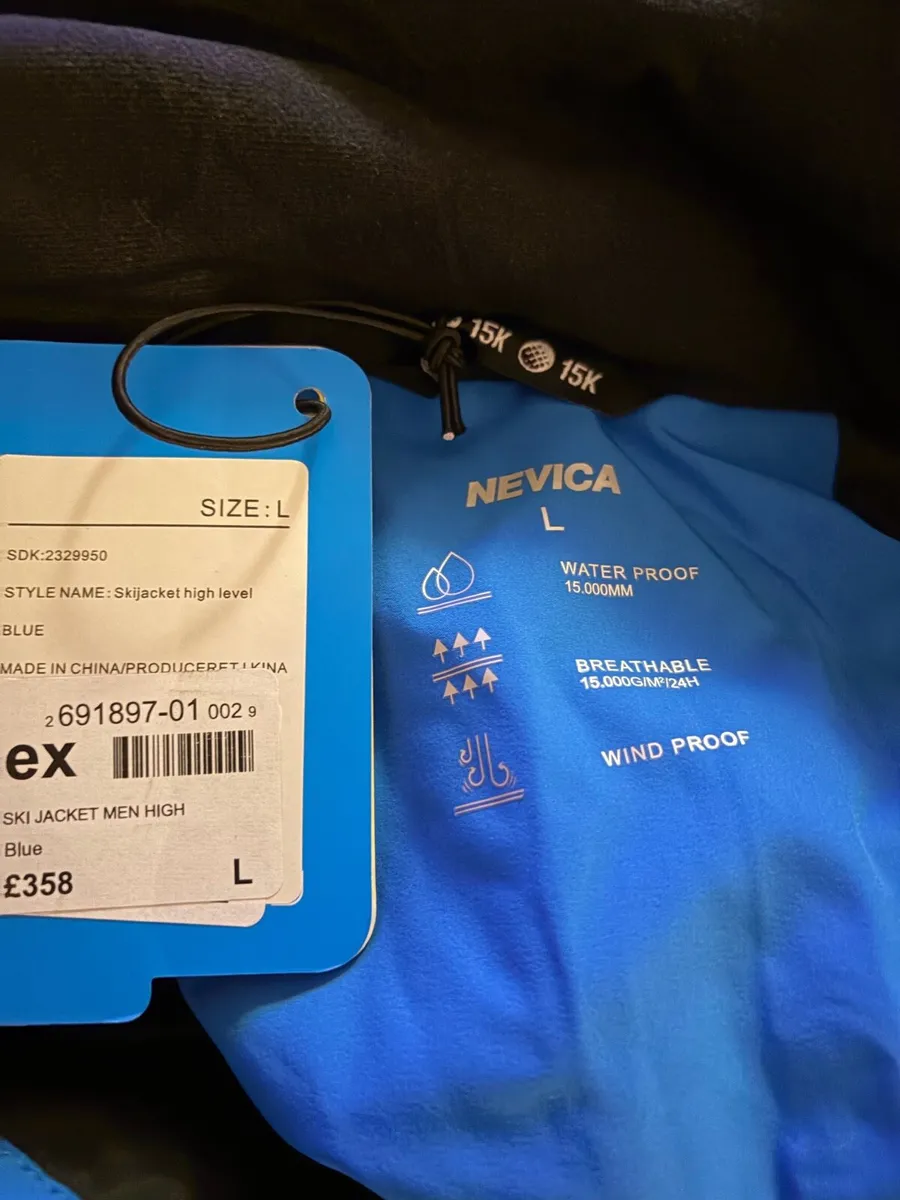 15K 15K
SIZE: L
SDK:2329950
STYLE NAME: Skijacket high level
BLUE
MADE IN CHINA/PRODUCERET I KINA
2 691897-01 002 9
ex
SKI JACKET MEN HIGH
Blue
£358
L
NEVICA
L
WATER PROOF
15.000MM
BREATHABLE
15.000G/M²/24H
WIND PROOF